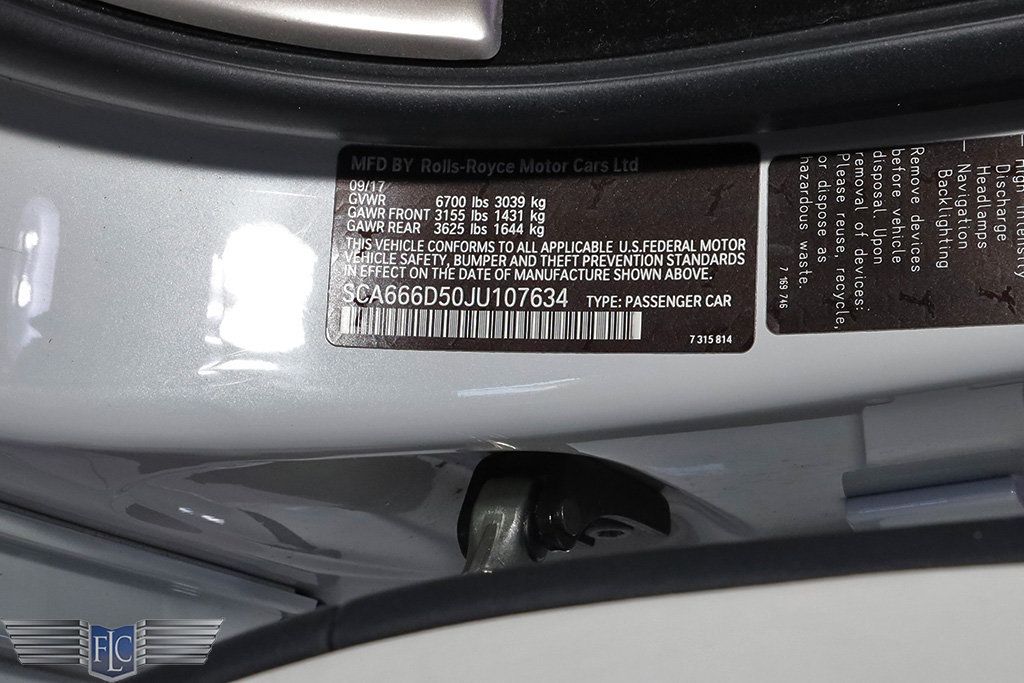 MFD BY Rolls-Royce Motor Cars Ltd
09/17
GVWR 6700 lbs 3039 kg
GAWR FRONT 3155 lbs 1431 kg
GAWR REAR 3625 lbs 1644 kg
THIS VEHICLE CONFORMS TO ALL APPLICABLE U.S.FEDERAL MOTOR
VEHICLE SAFETY, BUMPER AND THEFT PREVENTION STANDARDS
IN EFFECT ON THE DATE OF MANUFACTURE SHOWN ABOVE.
SCA666D50JU107634 TYPE: PASSENGER CAR
7 315 814
– High Intensity
Discharge
Headlamps
– Navigation
Backlighting
Remove devices
before vehicle
disposal. Upon
removal of devices:
Please reuse, recycle,
or dispose as
hazardous waste.
7 169 746
FLC